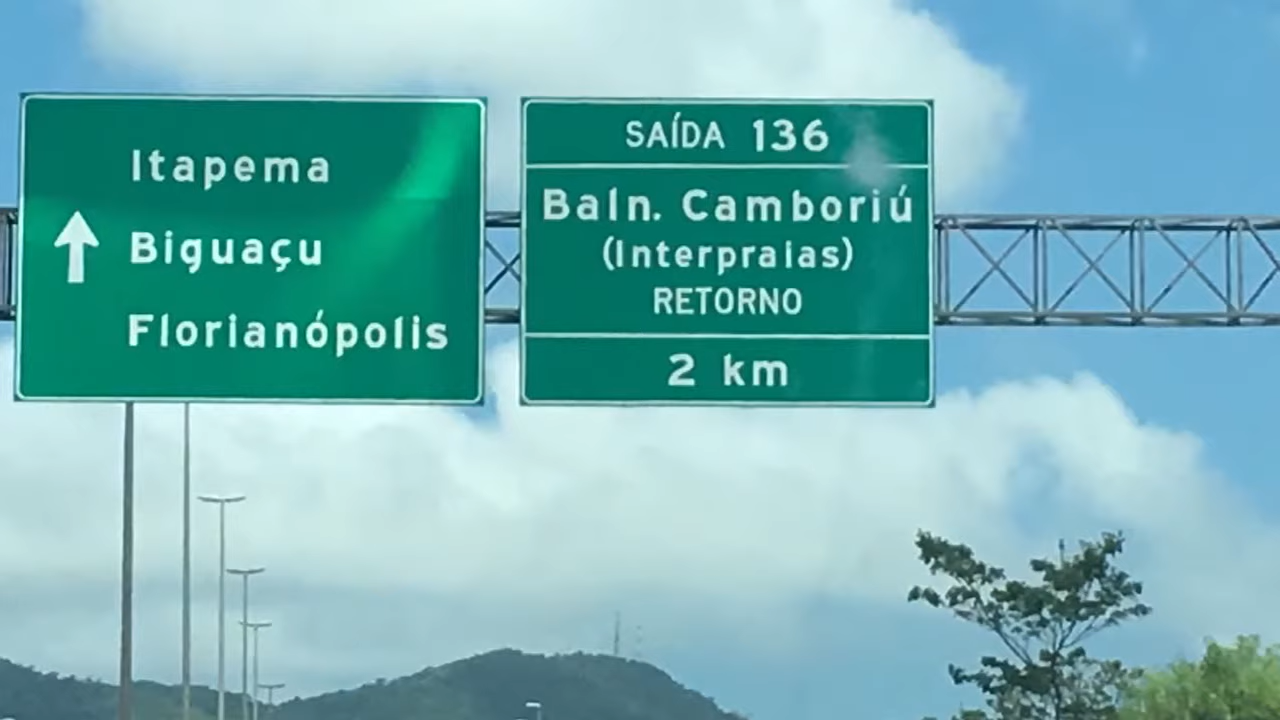 Itapema
Biguaçu
Florianópolis
SAÍDA 136
Baln. Camboriú
(Interpraias)
RETORNO
2 km